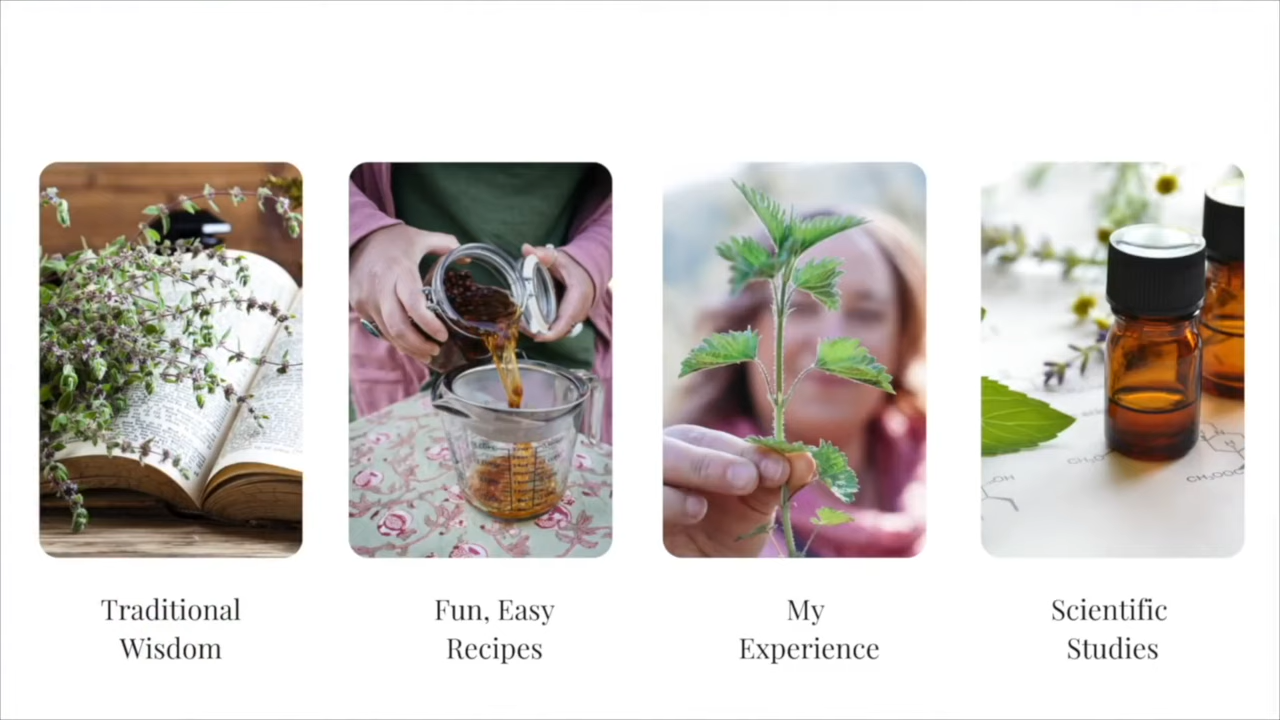 Traditional
Wisdom
Fun, Easy
Recipes
My
Experience
Scientific
Studies